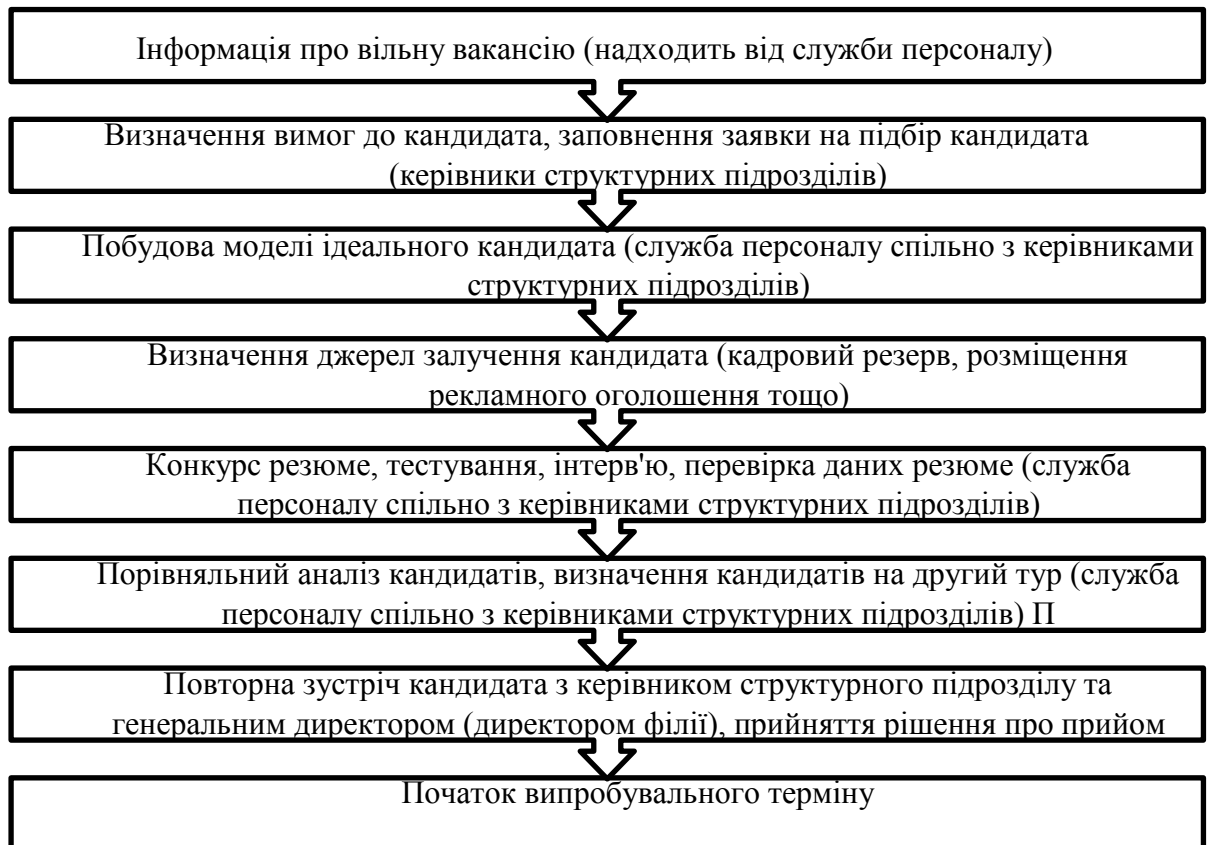 Інформація про вільну вакансію (надходить від служби персоналу)
Визначення вимог до кандидата, заповнення заявки на підбір кандидата
(керівники структурних підрозділів)
Побудова моделі ідеального кандидата (служба персоналу спільно з керівниками
структурних підрозділів)
Визначення джерел залучення кандидата (кадровий резерв, розміщення
рекламного оголошення тощо)
Конкурс резюме, тестування, інтерв'ю, перевірка даних резюме (служба
персоналу спільно з керівниками структурних підрозділів)
Порівняльний аналіз кандидатів, визначення кандидатів на другий тур (служба
персоналу спільно з керівниками структурних підрозділів) П
Повторна зустріч кандидата з керівником структурного підрозділу та
генеральним директором (директором філії), прийняття рішення про прийом
Початок випробувального терміну